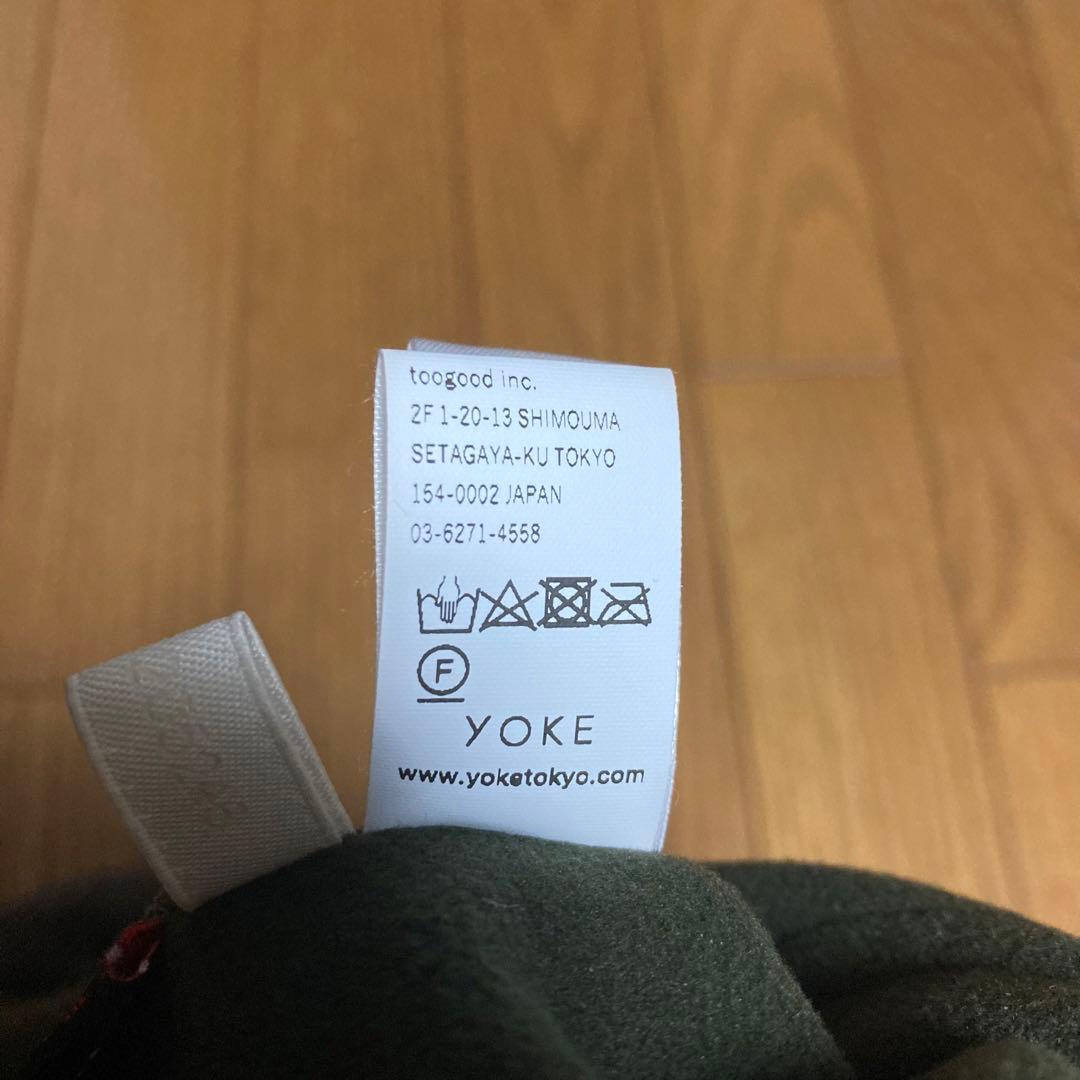 toogood inc.
2F 1-20-13 SHIMOUMA
SETAGAYA-KU TOKYO
154-0002 JAPAN
03-6271-4558
F
YOKE
www.yoketokyo.com